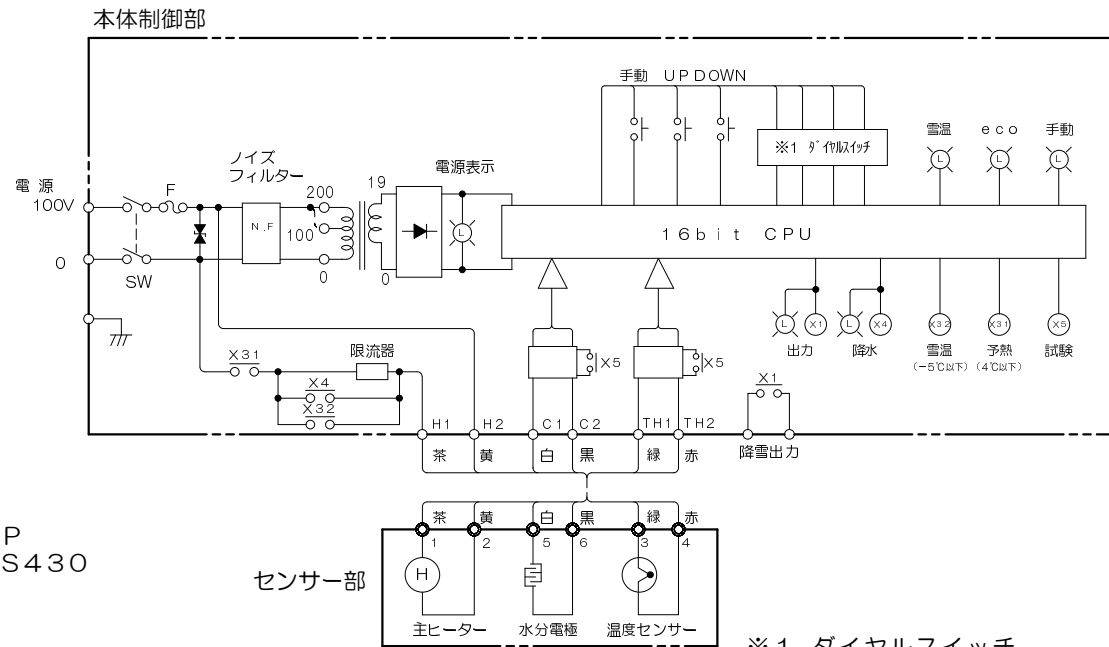 本体制御部
手動 UP DOWN
※1 ダイヤルスイッチ
雪温 eco 手動
L L L
電源
100V
0
F
SW
ノイズ
フィルター
N.F
200
100
0
19
0
電源表示
L
16bit CPU
L X1 L X4 X32 X31 X5
出力 降水 雪温 予熱 試験
(-5℃以下) (4℃以下)
X5 X5
X31
限流器
X4
X32
X1
H1 H2 C1 C2 TH1 TH2
降雪出力
茶 黄 白 黒 緑 赤
茶 黄 白 黒 緑 赤
1 2 5 6 3 4
P
S430
センサー部
H
主ヒーター 水分電極 温度センサー
※1 ダイヤルスイッチ